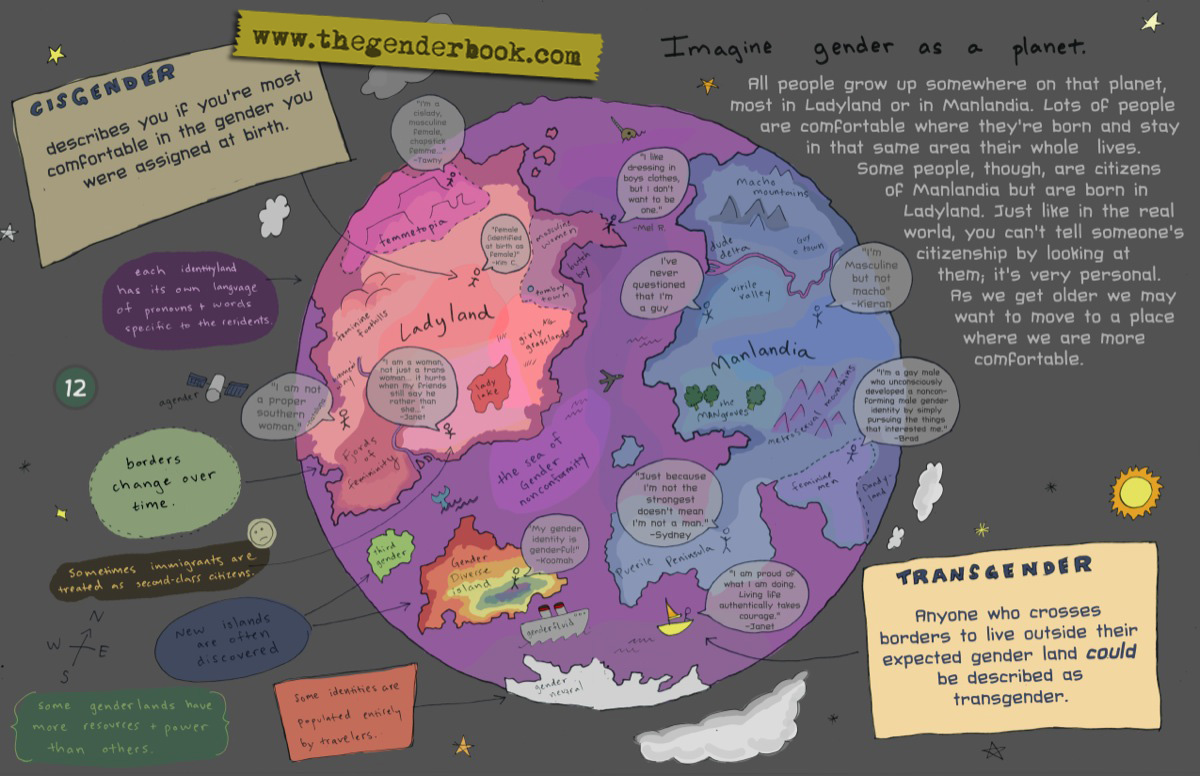 www.thegenderbook.com
Imagine gender as a planet.
All people grow up somewhere on that planet,
most in Ladyland or in Manlandia. Lots of people
are comfortable where they're born and stay
in that same area their whole lives.
Some people, though, are citizens
of Manlandia but are born in
Ladyland. Just like in the real
world, you can't tell someone's
citizenship by looking at
them; it's very personal.
As we get older we may
want to move to a place
where we are more
comfortable.
CISGENDER
describes you if you're most
comfortable in the gender you
were assigned at birth.
each identityland
has its own language
of pronouns + words
specific to the residents.
12
agender
borders
change over
time.
Sometimes immigrants are
treated as second-class citizens.
N
W
E
S
New islands
are often
discovered
Some genderlands have
more resources + power
than others.
Some identities are
populated entirely
by travelers.
"I'm a
cislady,
masculine
female,
chapstick
femme..."
-Tawny
femmetopia
"Female
(identified
at birth as
female)"
-Kim C.
masculine
women
butch
bay
tomboy
town
Ladyland
feminine
foothills
girly
grasslands
lady
lake
"I am a woman,
not just a trans
woman... it hurts
when my friends
still say he
rather than
she..."
-Janet
"I am not
a proper
southern
woman."
Fjords
of
femininity
"I like
dressing in
boys clothes,
but I don't
want to be
one."
-Mel R.
I've
never
questioned
that I'm
a guy
Macho
mountains
dude
delta
guy
town
virile
valley
"I'm
Masculine
but not
macho"
-Kieran
Manlandia
the
MANgroves
metrosexual mountains
"I'm a gay male
who unconsciously
developed a noncon-
forming male gender
identity by simply
pursuing the things
that interested me."
-Brad
feminine
men
Dandy-
land
the sea of
Gender
nonconformity
"Just because
I'm not the
strongest
doesn't mean
I'm not a man."
-Sydney
Puerile Peninsula
third
gender
Gender
Diverse
island
"My gender
identity is
genderful!"
-Koomah
genderfluid
"I am proud of
what I am doing.
Living life
authentically takes
courage."
-Janet
gender
neutral
TRANSGENDER
Anyone who crosses
borders to live outside their
expected gender land could
be described as
transgender.